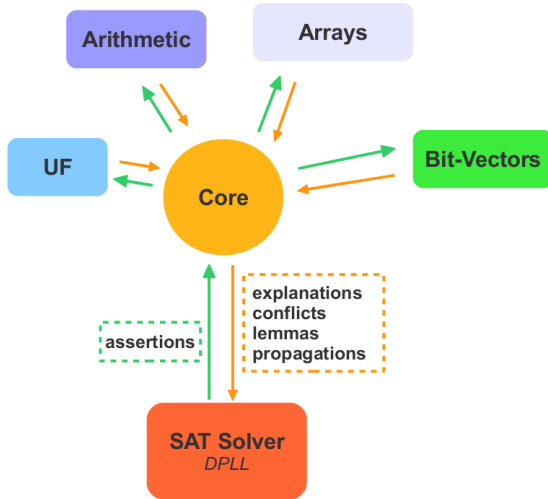 Arithmetic
Arrays
UF
Bit-Vectors
Core
assertions
explanations
conflicts
lemmas
propagations
SAT Solver
DPLL